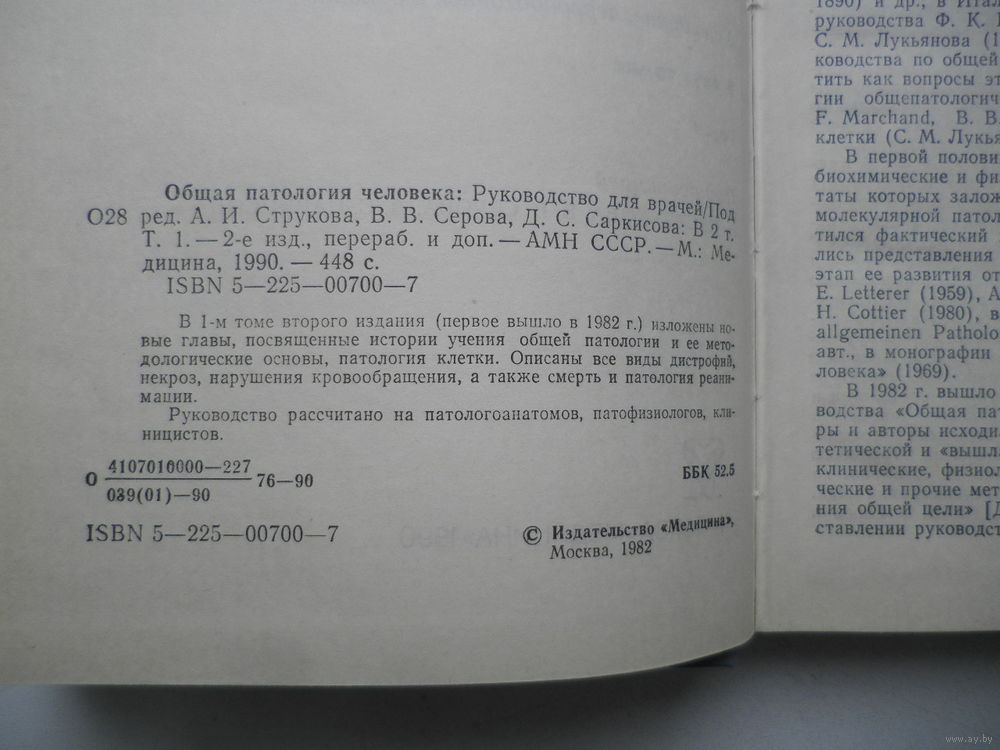 Общая патология человека: Руководство для врачей/Под
О28 ред. А. И. Струкова, В. В. Серова, Д. С. Саркисова: В 2 т.
Т. 1. — 2-е изд., перераб. и доп. — АМН СССР. — М.: Ме-
дицина, 1990. — 448 с.
ISBN 5—225—00700—7
В 1-м томе второго издания (первое вышло в 1982 г.) изложены но-
вые главы, посвященные истории учения общей патологии и ее мето-
дологические основы, патология клетки. Описаны все виды дистрофий,
некроз, нарушения кровообращения, а также смерть и патология реани-
мации.
Руководство рассчитано на патологоанатомов, патофизиологов, кли-
ницистов.
О 4107010000—227
039(01)—90 76—90
ББК 52.5
ISBN 5—225—00700—7
© Издательство «Медицина»,
Москва, 1982
1890) и др., в
руководства Ф. К.
С. М. Лукьянова
ководства по общей
тить как вопросы
гии общепатологич
F. Marchand, В. В.
клетки (С. М. Лукья
В первой полови
биохимические и фи
таты которых залож
молекулярной патол
тился фактический
лись представления
этап ее развития от
E. Letterer (1959), A
H. Cottier (1980), в
allgemeinen Patholo
авт., в монографии
ловека» (1969).
В 1982 г. вышло
водства «Общая пат
ры и авторы исходи
тетической и «вышл
клинические, физиол
ческие и прочие мет
ния общей цели» [Д
ставлении руководст
www.ay.by